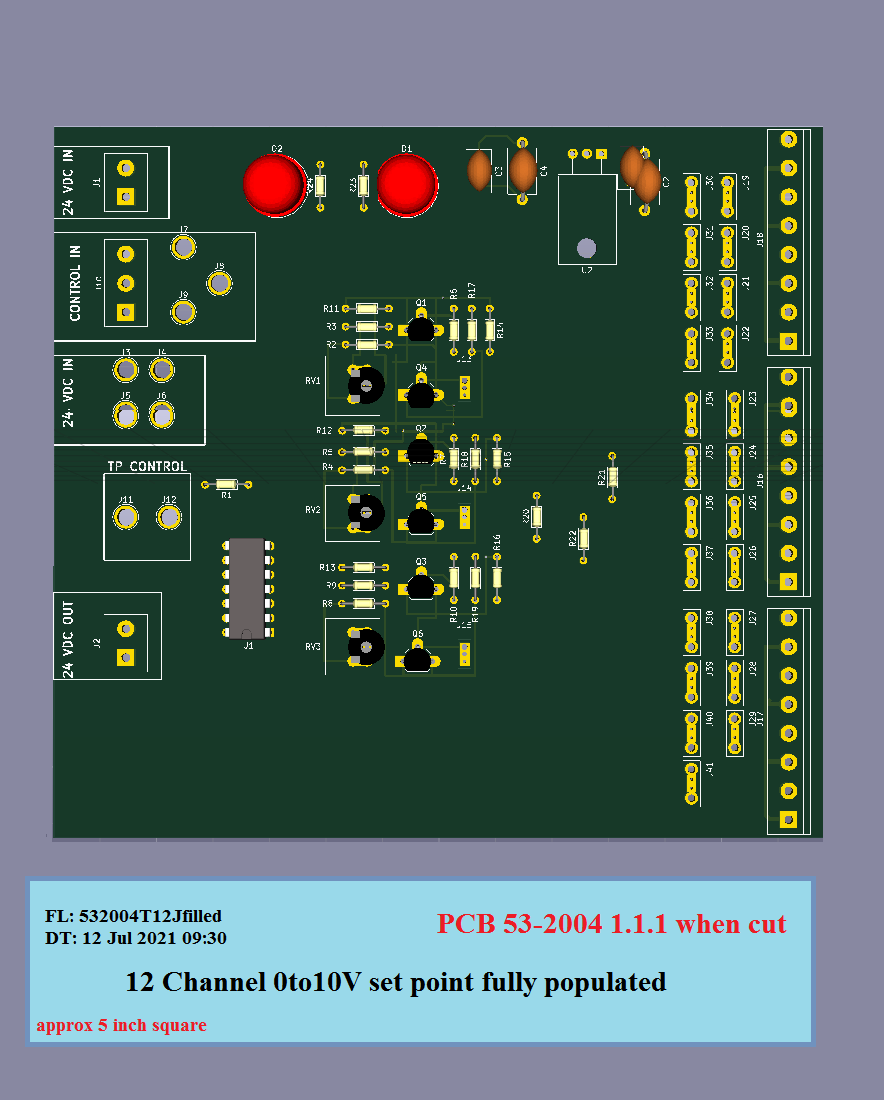 24 VDC IN
J1
C2
R24
R23
D1
C3
C4
C2
U2
J30
J19
J31
J20
J32
J21
J33
J22
J18
CONTROL IN
J7
J8
J9
24 VDC IN
J3
J4
J5
J6
R11
R3
R2
Q1
R6
R17
R14
RV1
Q4
J34
J23
J35
J24
J36
J25
J37
J26
J16
TP CONTROL
J11
J12
R1
R12
R5
R4
Q2
R18
R15
RV2
Q5
R20
R21
R22
24 VDC OUT
J2
J1
R13
R9
R8
Q3
R16
R10
R19
RV3
Q6
J38
J27
J39
J28
J40
J29
J17
J41
FL: 532004T12Jfilled
DT: 12 Jul 2021 09:30
PCB 53-2004 1.1.1 when cut
12 Channel 0to10V set point fully populated
approx 5 inch square